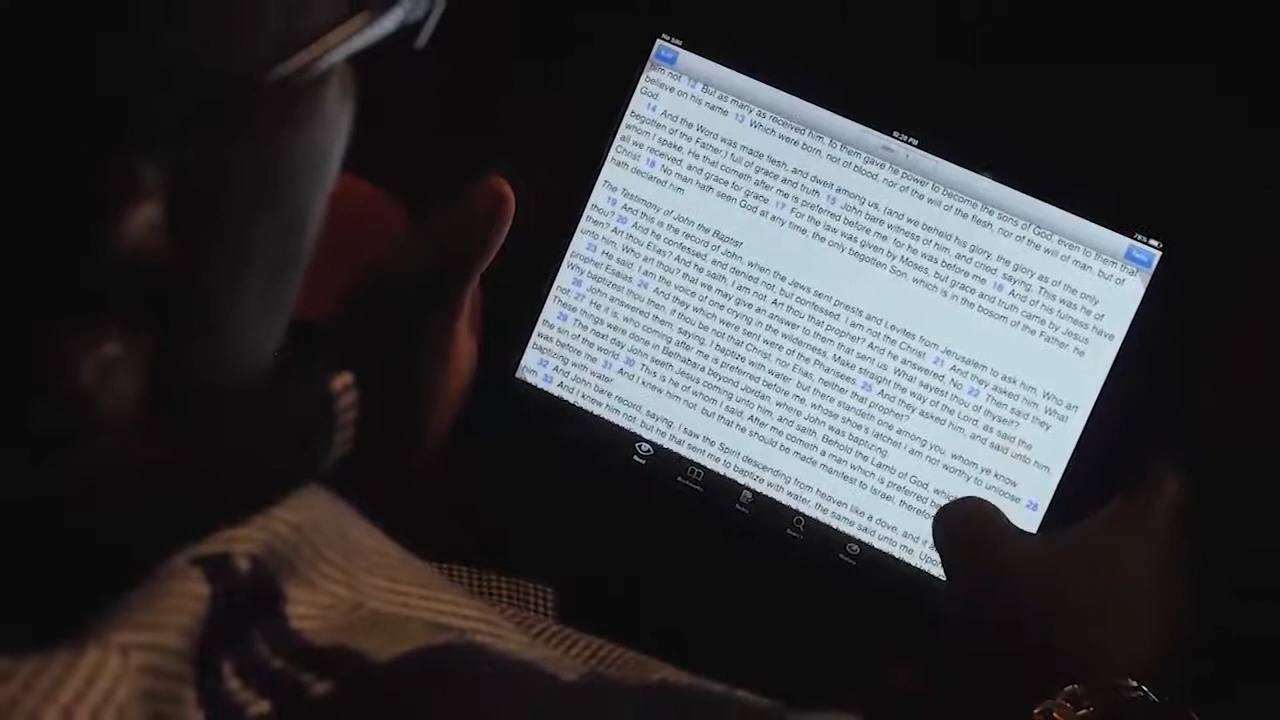 No SIM
10:28 PM
78%
him not. 12 But as many as received him, to them gave he power to become the sons of God, even to them that
believe on his name. 13 Which were born, not of blood, nor of the will of the flesh, nor of the will of man, but of
God.
14 And the Word was made flesh, and dwelt among us, (and we beheld his glory, the glory as of the only
begotten of the Father,) full of grace and truth. 15 John bare witness of him, and cried, saying, This was he of
whom I spake, He that cometh after me is preferred before me: for he was before me. 16 And of his fulness have
all we received, and grace for grace. 17 For the law was given by Moses, but grace and truth came by Jesus
Christ. 18 No man hath seen God at any time; the only begotten Son, which is in the bosom of the Father, he
hath declared him.
The Testimony of John the Baptist
19 And this is the record of John, when the Jews sent priests and Levites from Jerusalem to ask him, Who art
thou? 20 And he confessed, and denied not; but confessed, I am not the Christ. 21 And they asked him, What
then? Art thou Elias? And he saith, I am not. Art thou that prophet? And he answered, No. 22 Then said they
unto him, Who art thou? that we may give an answer to them that sent us. What sayest thou of thyself?
23 He said, I am the voice of one crying in the wilderness, Make straight the way of the Lord, as said the
prophet Esaias. 24 And they which were sent were of the Pharisees. 25 And they asked him, and said unto him,
Why baptizest thou then, if thou be not that Christ, nor Elias, neither that prophet?
26 John answered them, saying, I baptize with water: but there standeth one among you, whom ye know
not; 27 He it is, who coming after me is preferred before me, whose shoe's latchet I am not worthy to unloose. 28
These things were done in Bethabara beyond Jordan, where John was baptizing.
29 The next day John seeth Jesus coming unto him, and saith, Behold the Lamb of God, which
the sin of the world. 30 This is he of whom I said, After me cometh a man which is preferred
was before me. 31 And I knew him not: but that he should be made manifest to Israel, therefor
baptizing with water.
32 And John bare record, saying, I saw the Spirit descending from heaven like a dove, and it
him. 33 And I knew him not: but he that sent me to baptize with water, the same said unto me, Upon
Read
Bookmarks
Notes